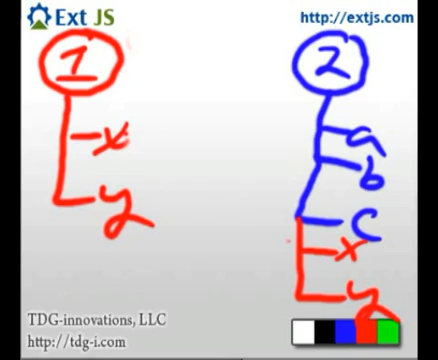 Ext JS
http://extjs.com
1
x
y
2
a
b
c
x
y
TDG-innovations, LLC
http://tdg-i.com